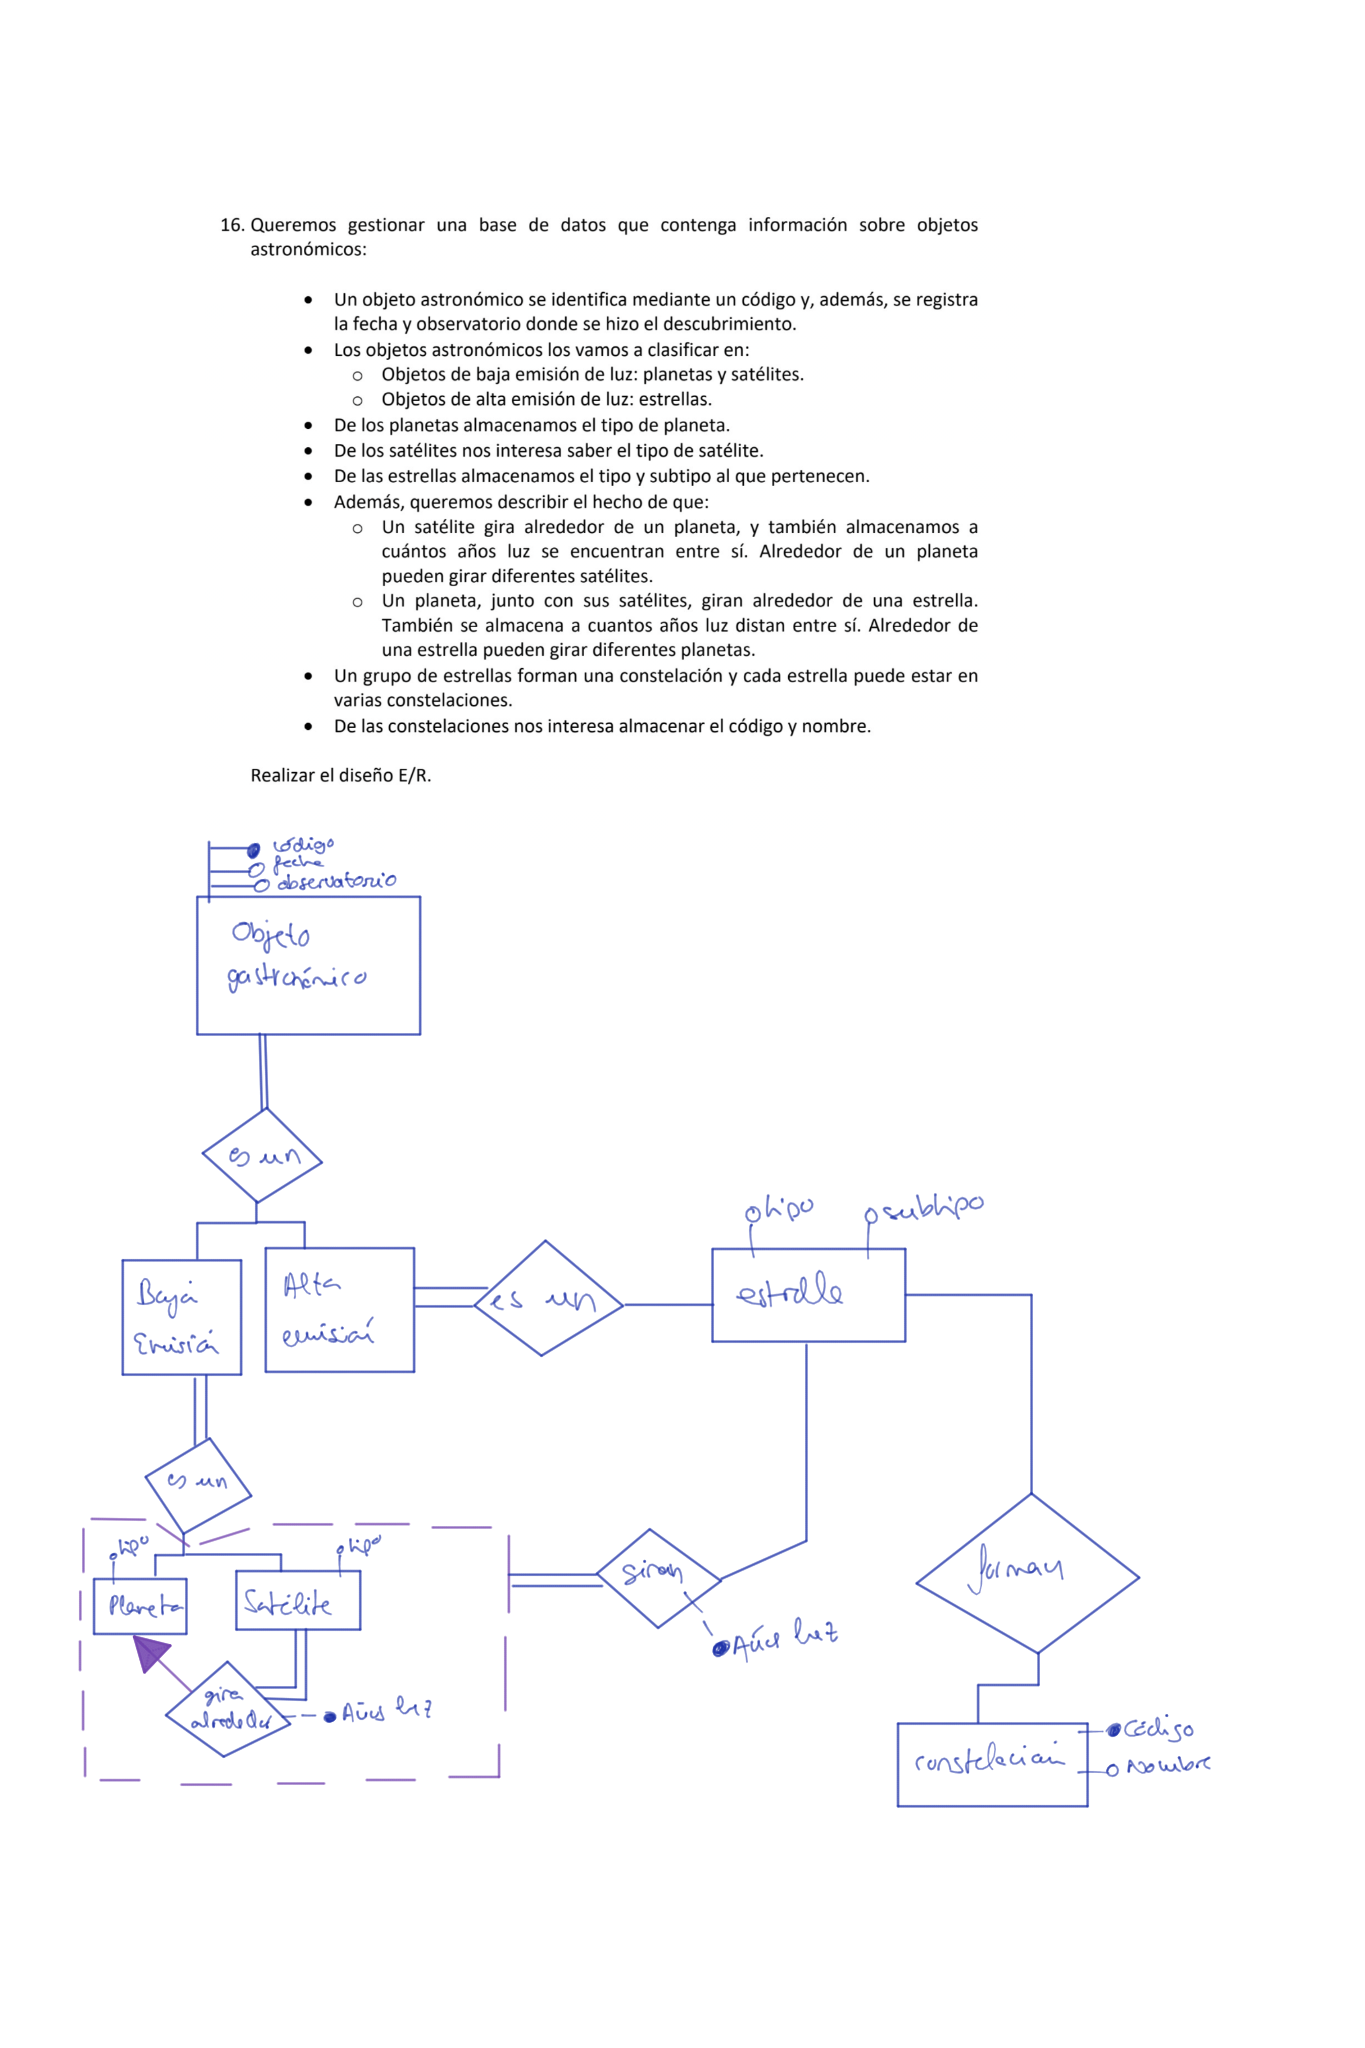 16. Queremos gestionar una base de datos que contenga información sobre objetos
astronómicos:
• Un objeto astronómico se identifica mediante un código y, además, se registra
la fecha y observatorio donde se hizo el descubrimiento.
• Los objetos astronómicos los vamos a clasificar en:
o Objetos de baja emisión de luz: planetas y satélites.
o Objetos de alta emisión de luz: estrellas.
• De los planetas almacenamos el tipo de planeta.
• De los satélites nos interesa saber el tipo de satélite.
• De las estrellas almacenamos el tipo y subtipo al que pertenecen.
• Además, queremos describir el hecho de que:
o Un satélite gira alrededor de un planeta, y también almacenamos a
cuántos años luz se encuentran entre sí. Alrededor de un planeta
pueden girar diferentes satélites.
o Un planeta, junto con sus satélites, giran alrededor de una estrella.
También se almacena a cuantos años luz distan entre sí. Alrededor de
una estrella pueden girar diferentes planetas.
• Un grupo de estrellas forman una constelación y cada estrella puede estar en
varias constelaciones.
• De las constelaciones nos interesa almacenar el código y nombre.
Realizar el diseño E/R.
código
fecha
observatorio
Objeto
gastronómico
es un
tipo
subtipo
Baja
Emisión
Alta
emisión
es un
estrella
es un
tipo
tipo
Planeta
Satélite
giran
forman
Años luz
gira
alrededor
Años luz
constelación
Código
Nombre